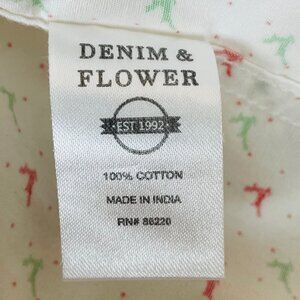 DENIM &
FLOWER
EST 1992
100% COTTON
MADE IN INDIA
RN# 86220